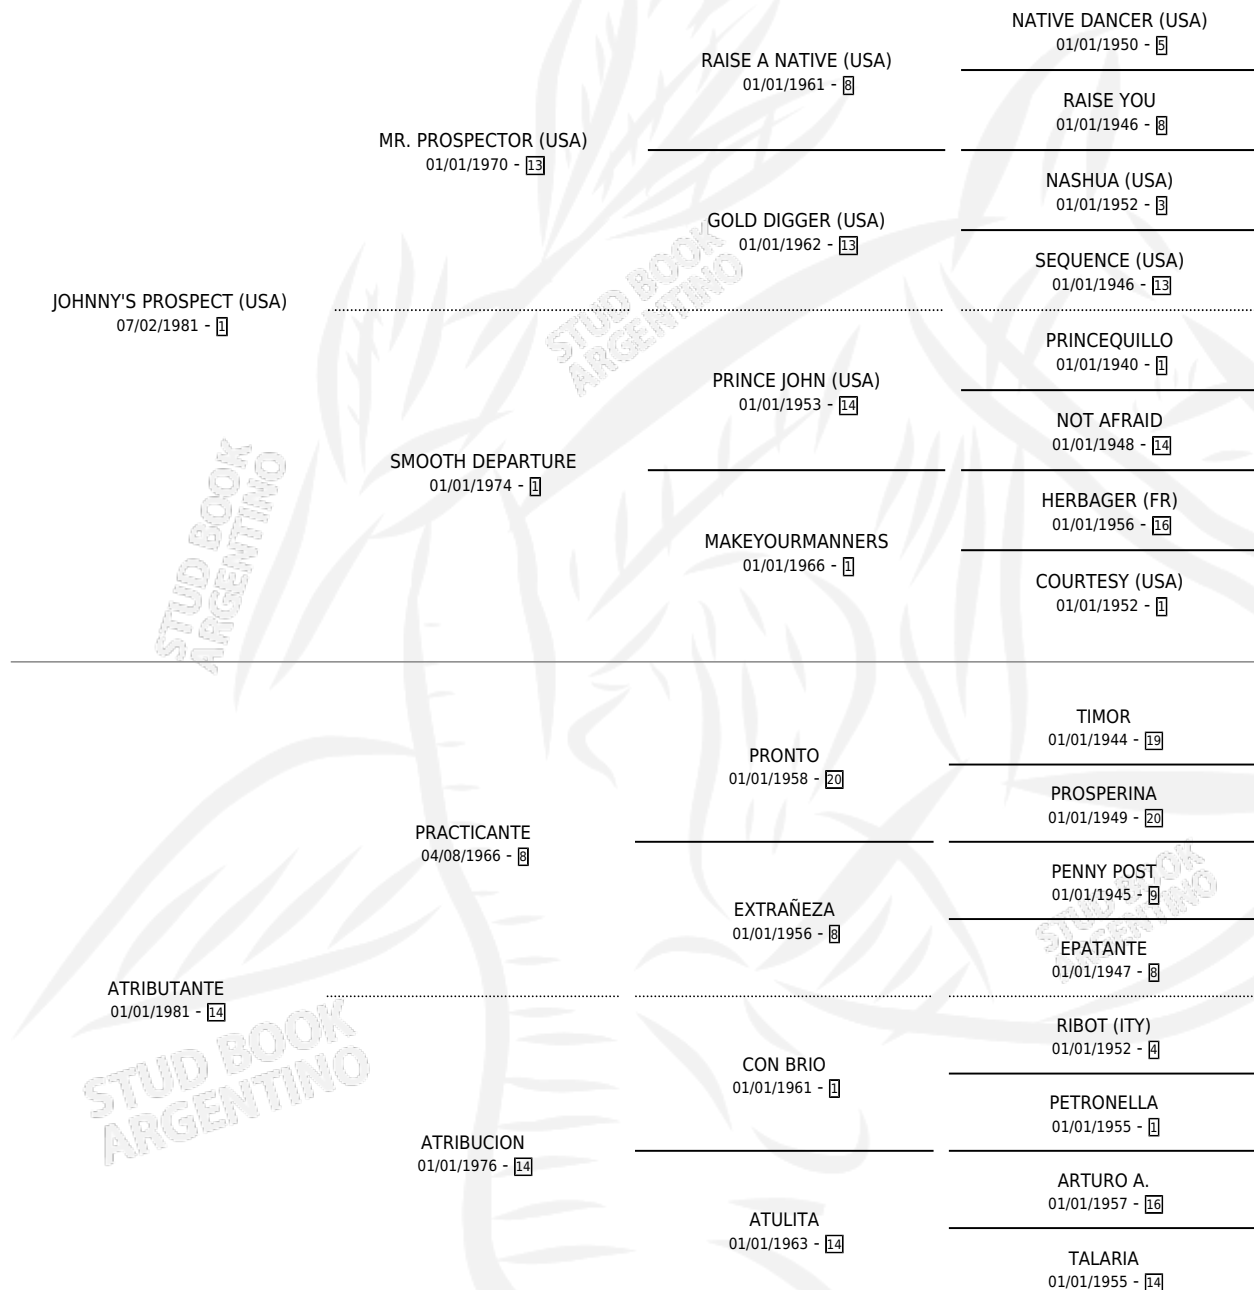 NATIVE DANCER (USA)
01/01/1950 - 5
RAISE A NATIVE (USA)
01/01/1961 - 8
RAISE YOU
01/01/1946 - 8
MR. PROSPECTOR (USA)
01/01/1970 - 13
NASHUA (USA)
01/01/1952 - 3
GOLD DIGGER (USA)
01/01/1962 - 13
SEQUENCE (USA)
01/01/1946 - 13
JOHNNY'S PROSPECT (USA)
07/02/1981 - 1
PRINCEQUILLO
01/01/1940 - 1
PRINCE JOHN (USA)
01/01/1953 - 14
NOT AFRAID
01/01/1948 - 14
SMOOTH DEPARTURE
01/01/1974 - 1
HERBAGER (FR)
01/01/1956 - 16
MAKEYOURMANNERS
01/01/1966 - 1
COURTESY (USA)
01/01/1952 - 1
STUD BOOK
ARGENTINO
STUD BOOK
ARGENTINO
TIMOR
01/01/1944 - 19
PRONTO
01/01/1958 - 20
PROSPERINA
01/01/1949 - 20
PRACTICANTE
04/08/1966 - 8
PENNY POST
01/01/1945 - 9
EXTRAÑEZA
01/01/1956 - 8
EPATANTE
01/01/1947 - 8
ATRIBUTANTE
01/01/1981 - 14
RIBOT (ITY)
01/01/1952 - 4
CON BRIO
01/01/1961 - 1
PETRONELLA
01/01/1955 - 1
ATRIBUCION
01/01/1976 - 14
ARTURO A.
01/01/1957 - 16
ATULITA
01/01/1963 - 14
TALARIA
01/01/1955 - 14
STUD BOOK
ARGENTINO
STUD BOOK
ARGENTINO